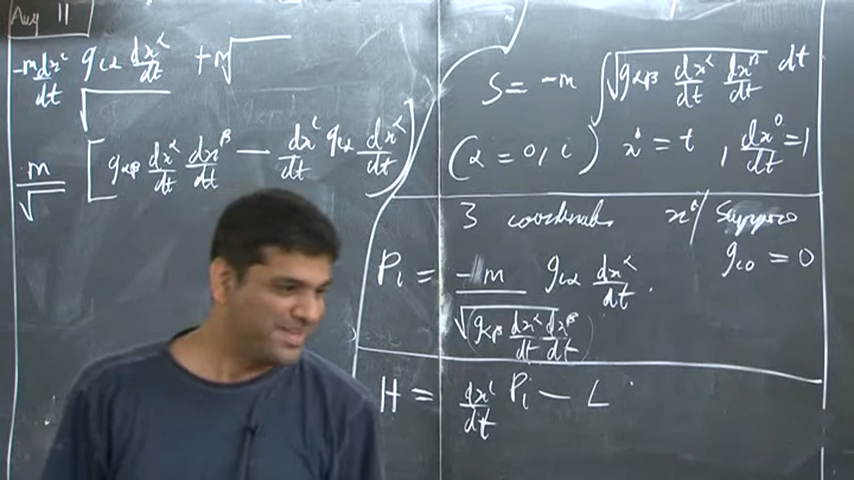 Aug 11
-m dx^i/dt g_{iα} dx^α/dt / √ + m√
m/√ [ g_{αβ} dx^α/dt dx^β/dt — dx^i/dt g_{iα} dx^α/dt ]
S = -m ∫ √(g_{αβ} dx^α/dt dx^β/dt) dt
(α = 0, i) x^0 = t , dx^0/dt = 1
3 coordinates x^i / Suppose
g_{i0} = 0
P_i = -m / √(g_{αβ} dx^α/dt dx^β/dt) g_{iα} dx^α/dt .
H = dx^i/dt P_i — L